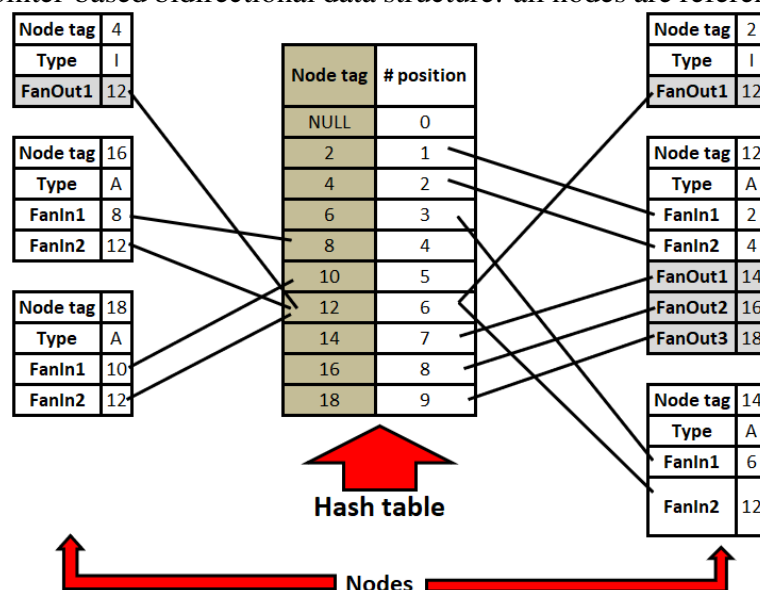 pointer-based bidirectional data structure: all nodes are
Node tag 4
Type I
FanOut1 12
Node tag 16
Type A
FanIn1 8
FanIn2 12
Node tag 18
Type A
FanIn1 10
FanIn2 12
Node tag # position
NULL 0
2 1
4 2
6 3
8 4
10 5
12 6
14 7
16 8
18 9
Hash table
Node tag 2
Type I
FanOut1 12
Node tag 12
Type A
FanIn1 2
FanIn2 4
FanOut1 14
FanOut2 16
FanOut3 18
Node tag 14
Type A
FanIn1 6
FanIn2 12
Nodes